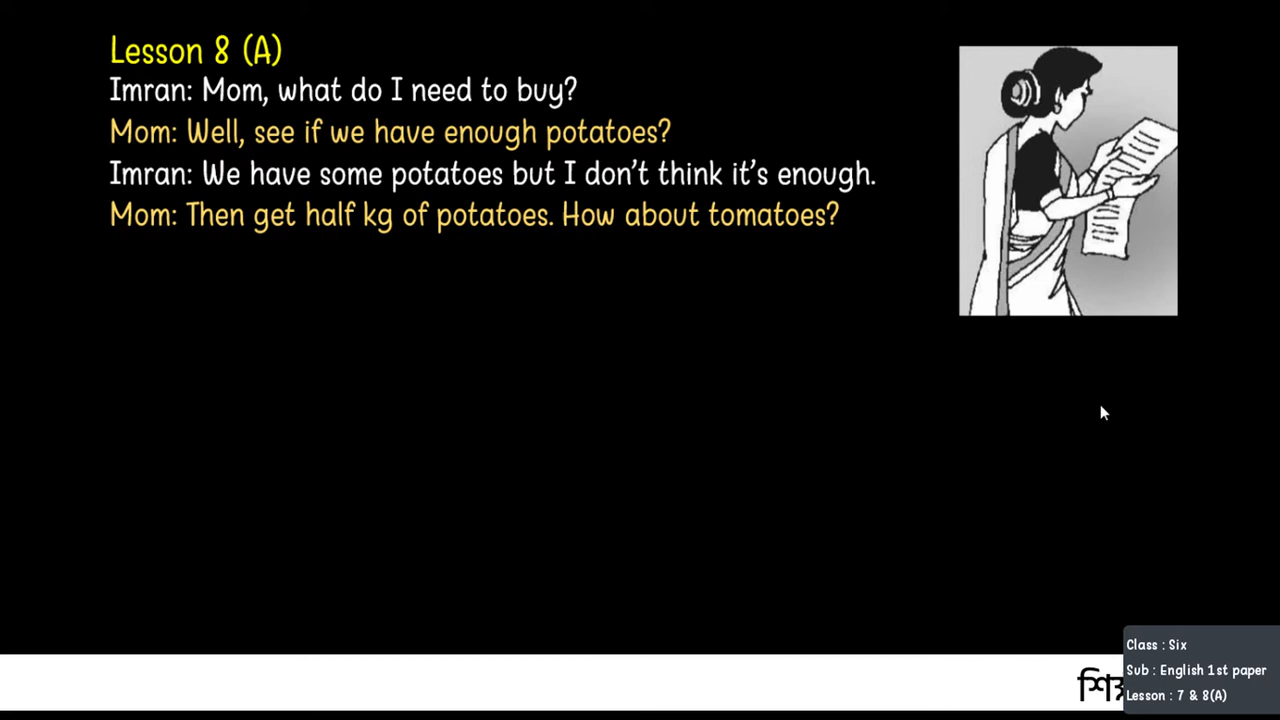 Lesson 8 (A)
Imran: Mom, what do I need to buy?
Mom: Well, see if we have enough potatoes?
Imran: We have some potatoes but I don't think it's enough.
Mom: Then get half kg of potatoes. How about tomatoes?
Class : Six
Sub : English 1st paper
Lesson : 7 & 8(A)